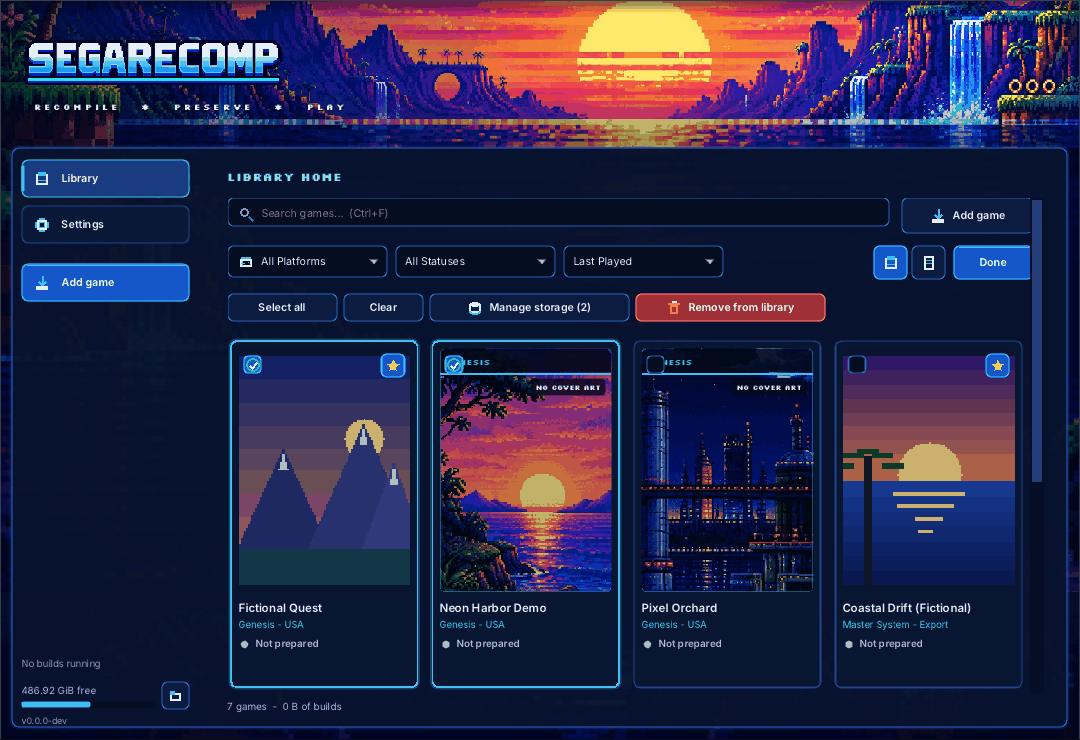 SEGARECOMP
RECOMPILE * PRESERVE * PLAY
Library
Settings
Add game
LIBRARY HOME
Search games... (Ctrl+F)
Add game
All Platforms
All Statuses
Last Played
Done
Select all
Clear
Manage storage (2)
Remove from library
NO COVER ART
NO COVER ART
Fictional Quest
Genesis - USA
Not prepared
Neon Harbor Demo
Genesis - USA
Not prepared
Pixel Orchard
Genesis - USA
Not prepared
Coastal Drift (Fictional)
Master System - Export
Not prepared
No builds running
486.92 GiB free
v0.0.0-dev
7 games - 0 B of builds